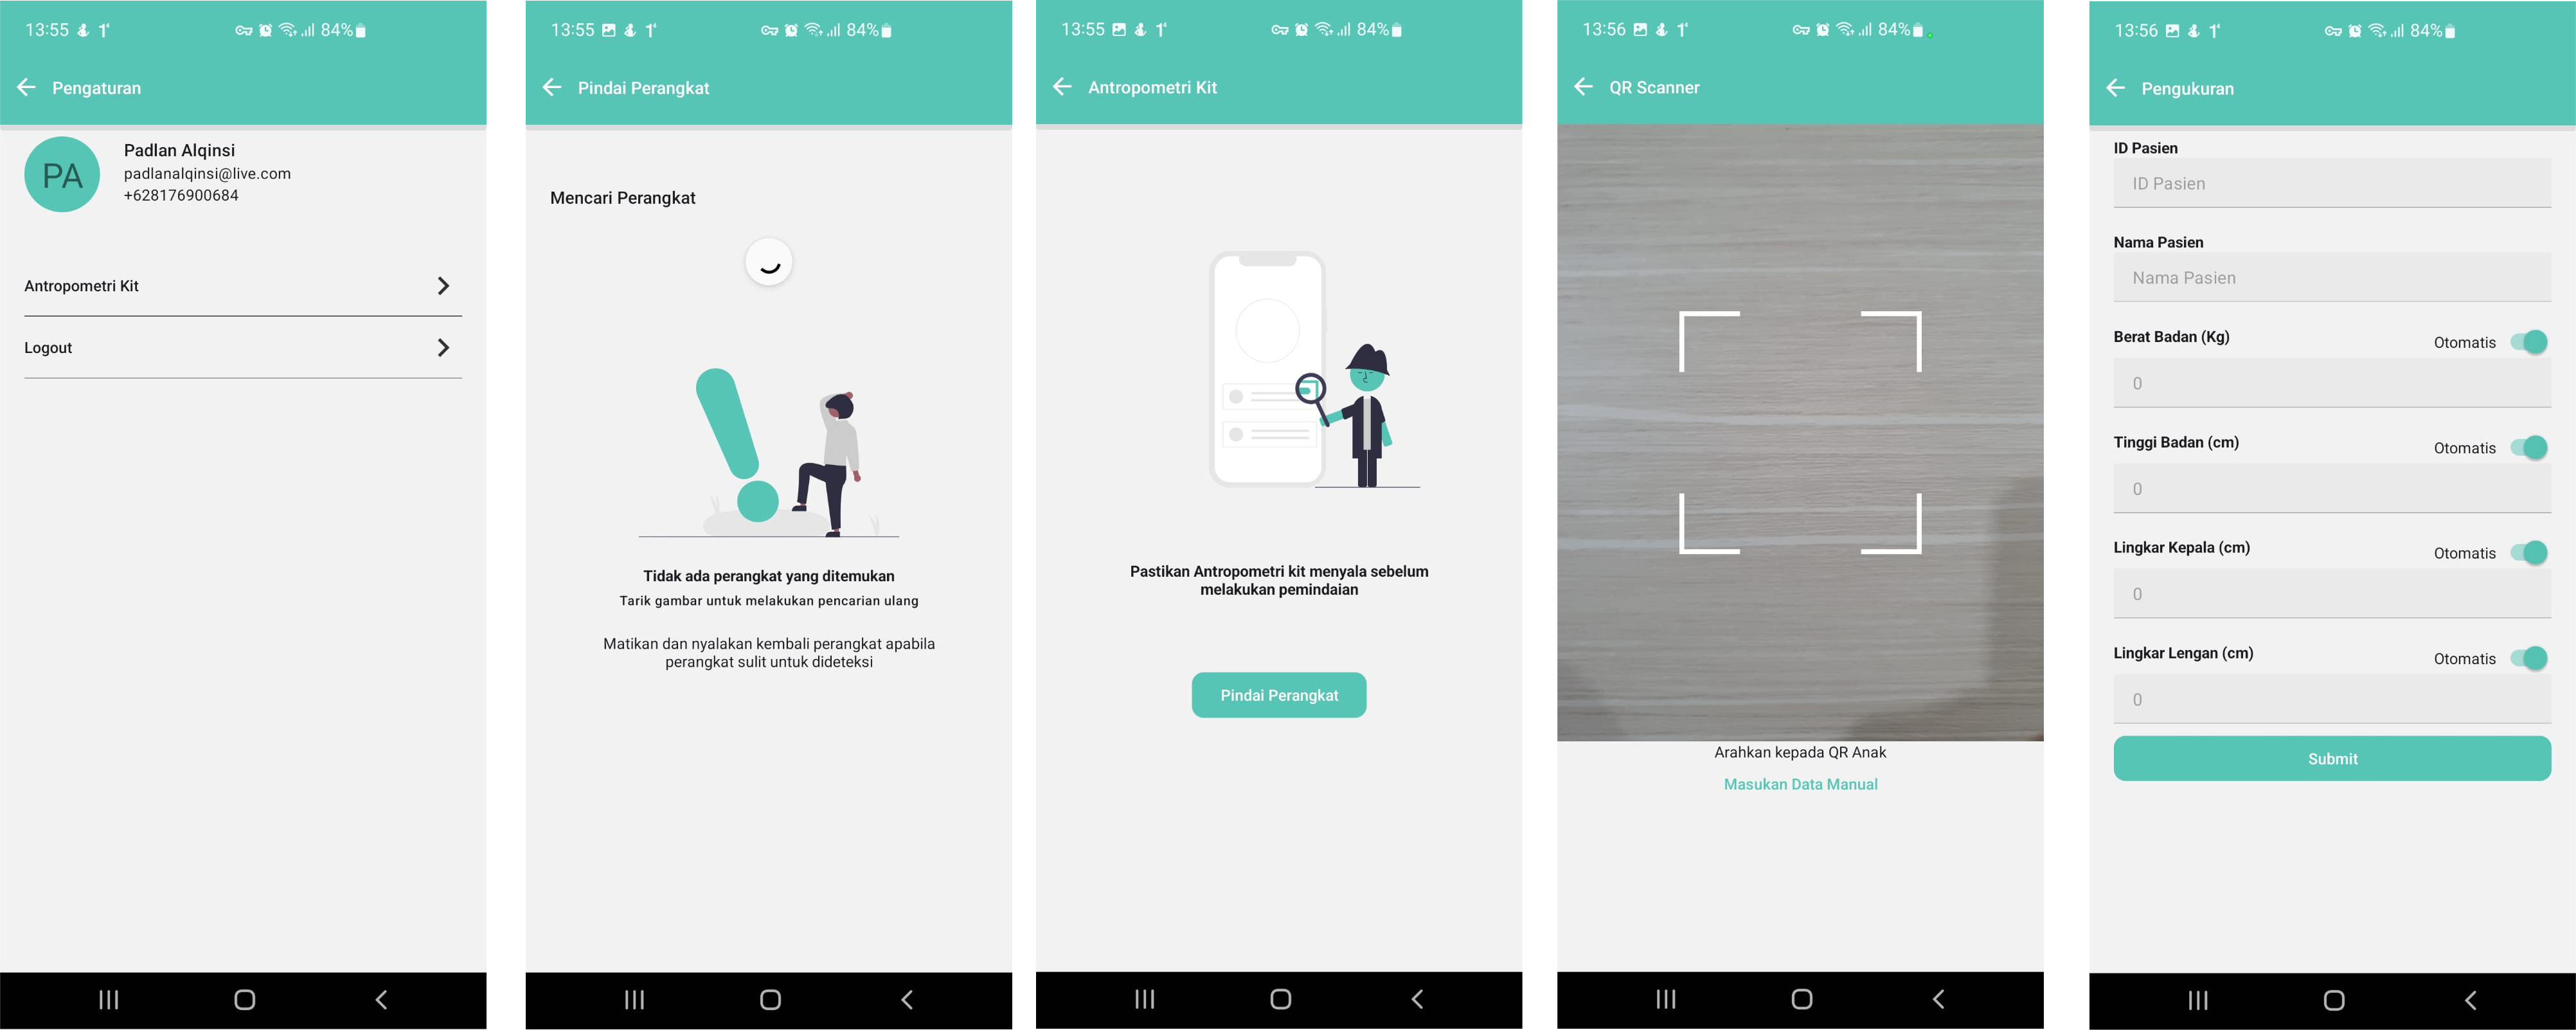 13:55
84%
Pengaturan
PA
Padlan Alqinsi
padlanalqinsi@live.com
+628176900684
Antropometri Kit
Logout
13:55
84%
Pindai Perangkat
Mencari Perangkat
Tidak ada perangkat yang ditemukan
Tarik gambar untuk melakukan pencarian ulang
Matikan dan nyalakan kembali perangkat apabila
perangkat sulit untuk dideteksi
13:55
84%
Antropometri Kit
Pastikan Antropometri kit menyala sebelum
melakukan pemindaian
Pindai Perangkat
13:56
84%
QR Scanner
Arahkan kepada QR Anak
Masukan Data Manual
13:56
84%
Pengukuran
ID Pasien
ID Pasien
Nama Pasien
Nama Pasien
Berat Badan (Kg)
Otomatis
0
Tinggi Badan (cm)
Otomatis
0
Lingkar Kepala (cm)
Otomatis
0
Lingkar Lengan (cm)
Otomatis
0
Submit